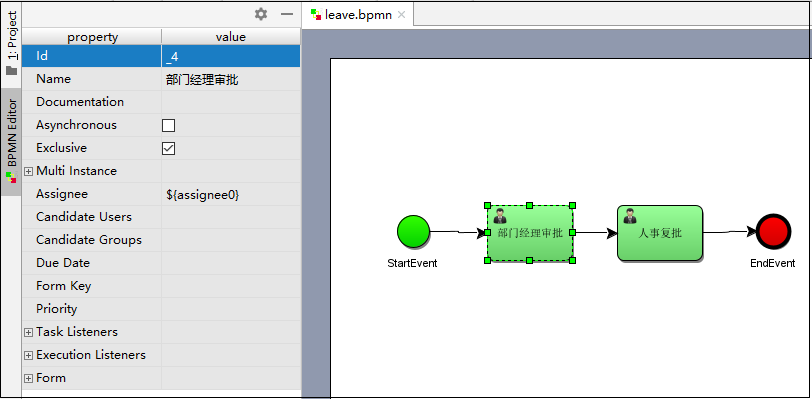 1: Project
BPMN Editor
property value
Id _4
Name 部门经理审批
Documentation
Asynchronous
Exclusive
Multi Instance
Assignee ${assignee0}
Candidate Users
Candidate Groups
Due Date
Form Key
Priority
Task Listeners
Execution Listeners
Form
leave.bpmn
StartEvent
部门经理审批
人事复批
EndEvent